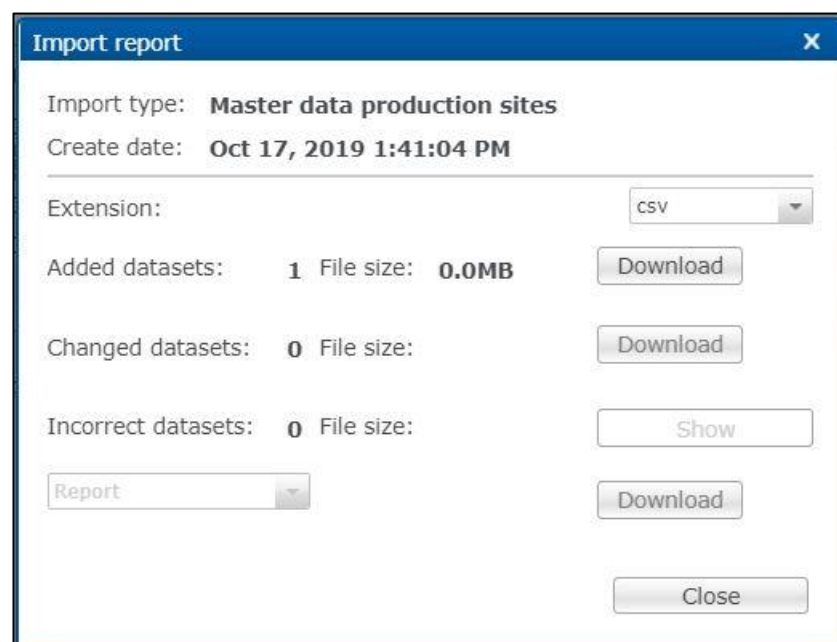 Import report X
Import type: Master data production sites
Create date: Oct 17, 2019 1:41:04 PM
Extension: csv
Added datasets: 1 File size: 0.0MB Download
Changed datasets: 0 File size: Download
Incorrect datasets: 0 File size: Show
Report Download
Close